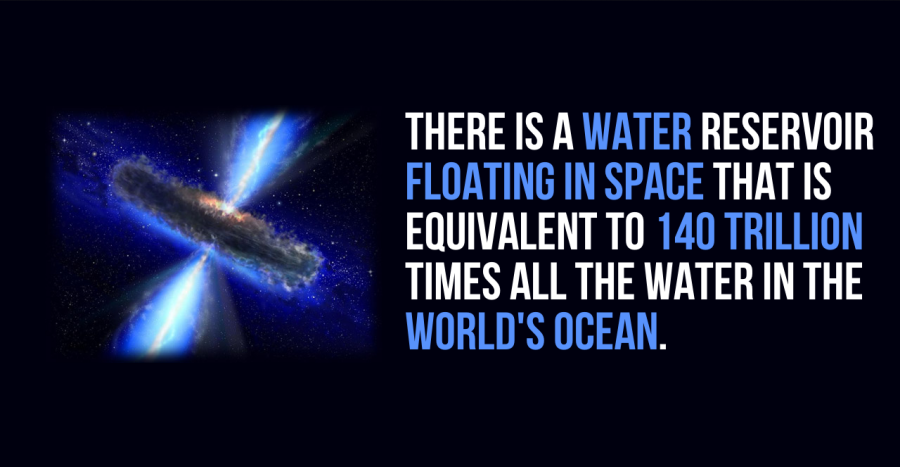 THERE IS A WATER RESERVOIR
FLOATING IN SPACE THAT IS
EQUIVALENT TO 140 TRILLION
TIMES ALL THE WATER IN THE
WORLD'S OCEAN.